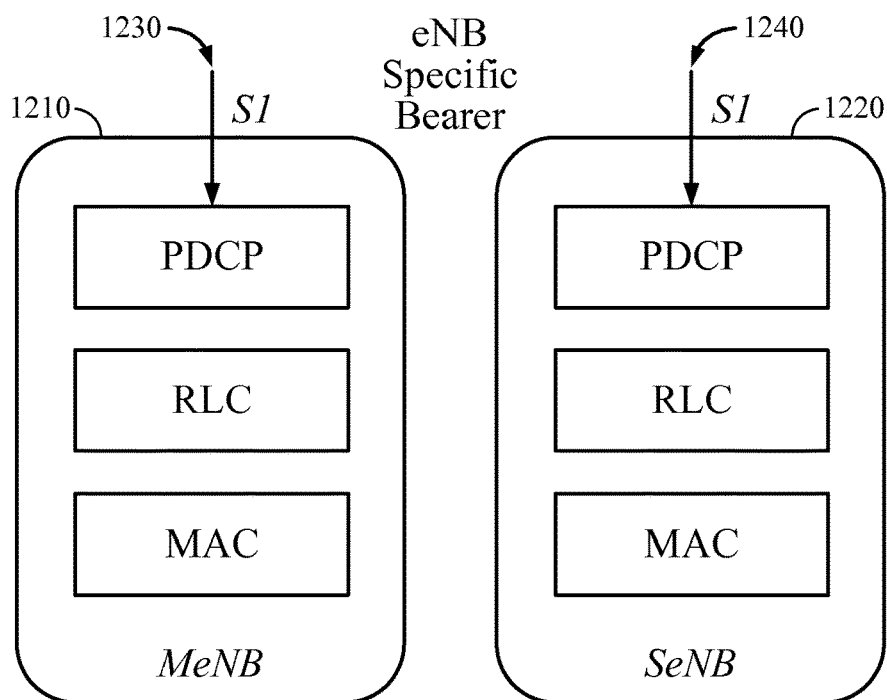 1230
eNB
Specific
Bearer
1240
1210
S1
S1
1220
PDCP
PDCP
RLC
RLC
MAC
MAC
MeNB
SeNB